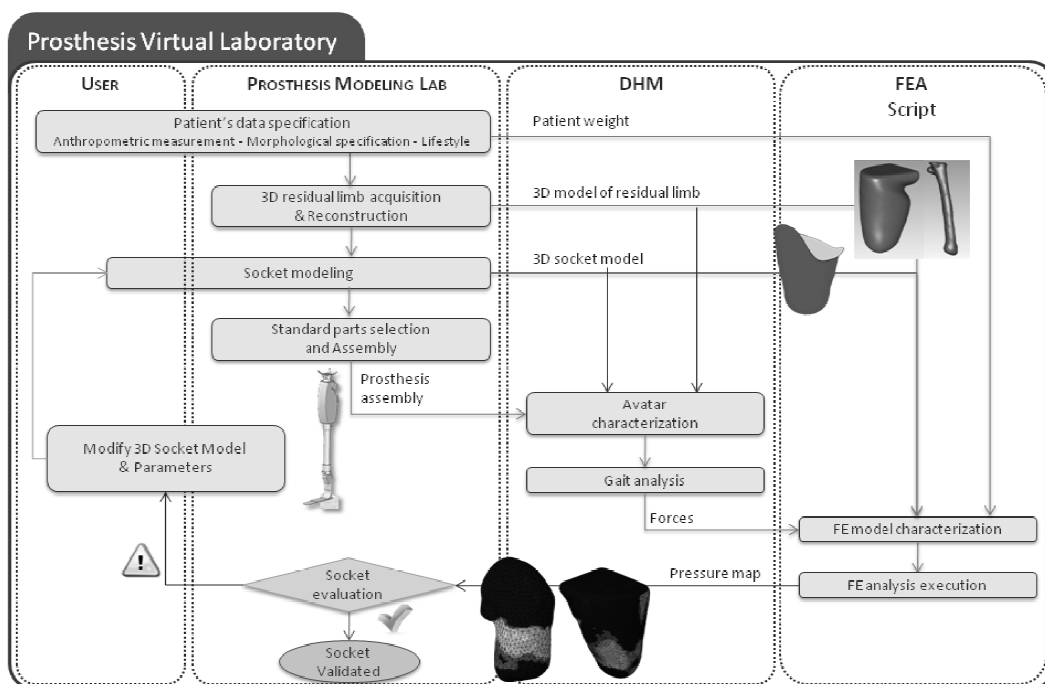 Prosthesis Virtual Laboratory
USER
PROSTHESIS MODELING LAB
DHM
FEA
Script
Patient's data specification
Anthropometric measurement - Morphological specification - Lifestyle
Patient weight
3D residual limb acquisition
& Reconstruction
3D model of residual limb
Socket modeling
3D socket model
Standard parts selection
and Assembly
Prosthesis
assembly
Avatar
characterization
Modify 3D Socket Model
& Parameters
Gait analysis
Forces
FE model characterization
Socket
evaluation
Pressure map
FE analysis execution
Socket
Validated